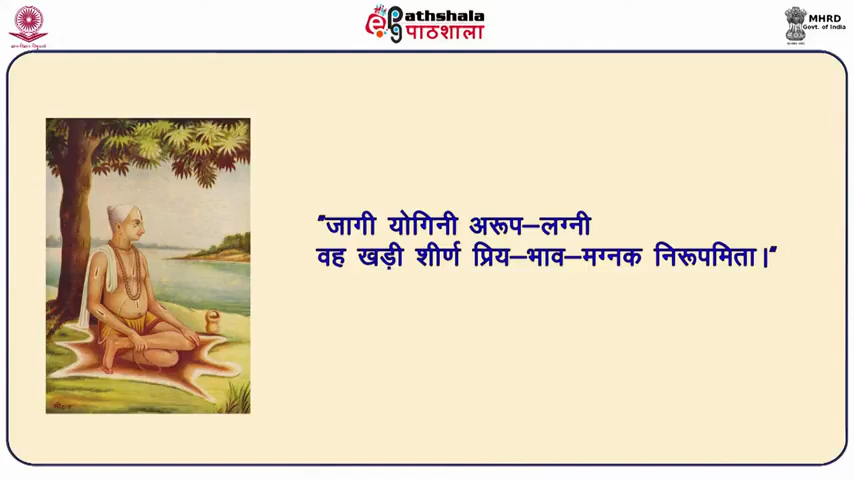 ePathshala
पाठशाला
MHRD
Govt. of India
"जागी योगिनी अरूप–लग्नी
वह खड़ी शीर्ण प्रिय–भाव–मग्नक निरूपमिता।"